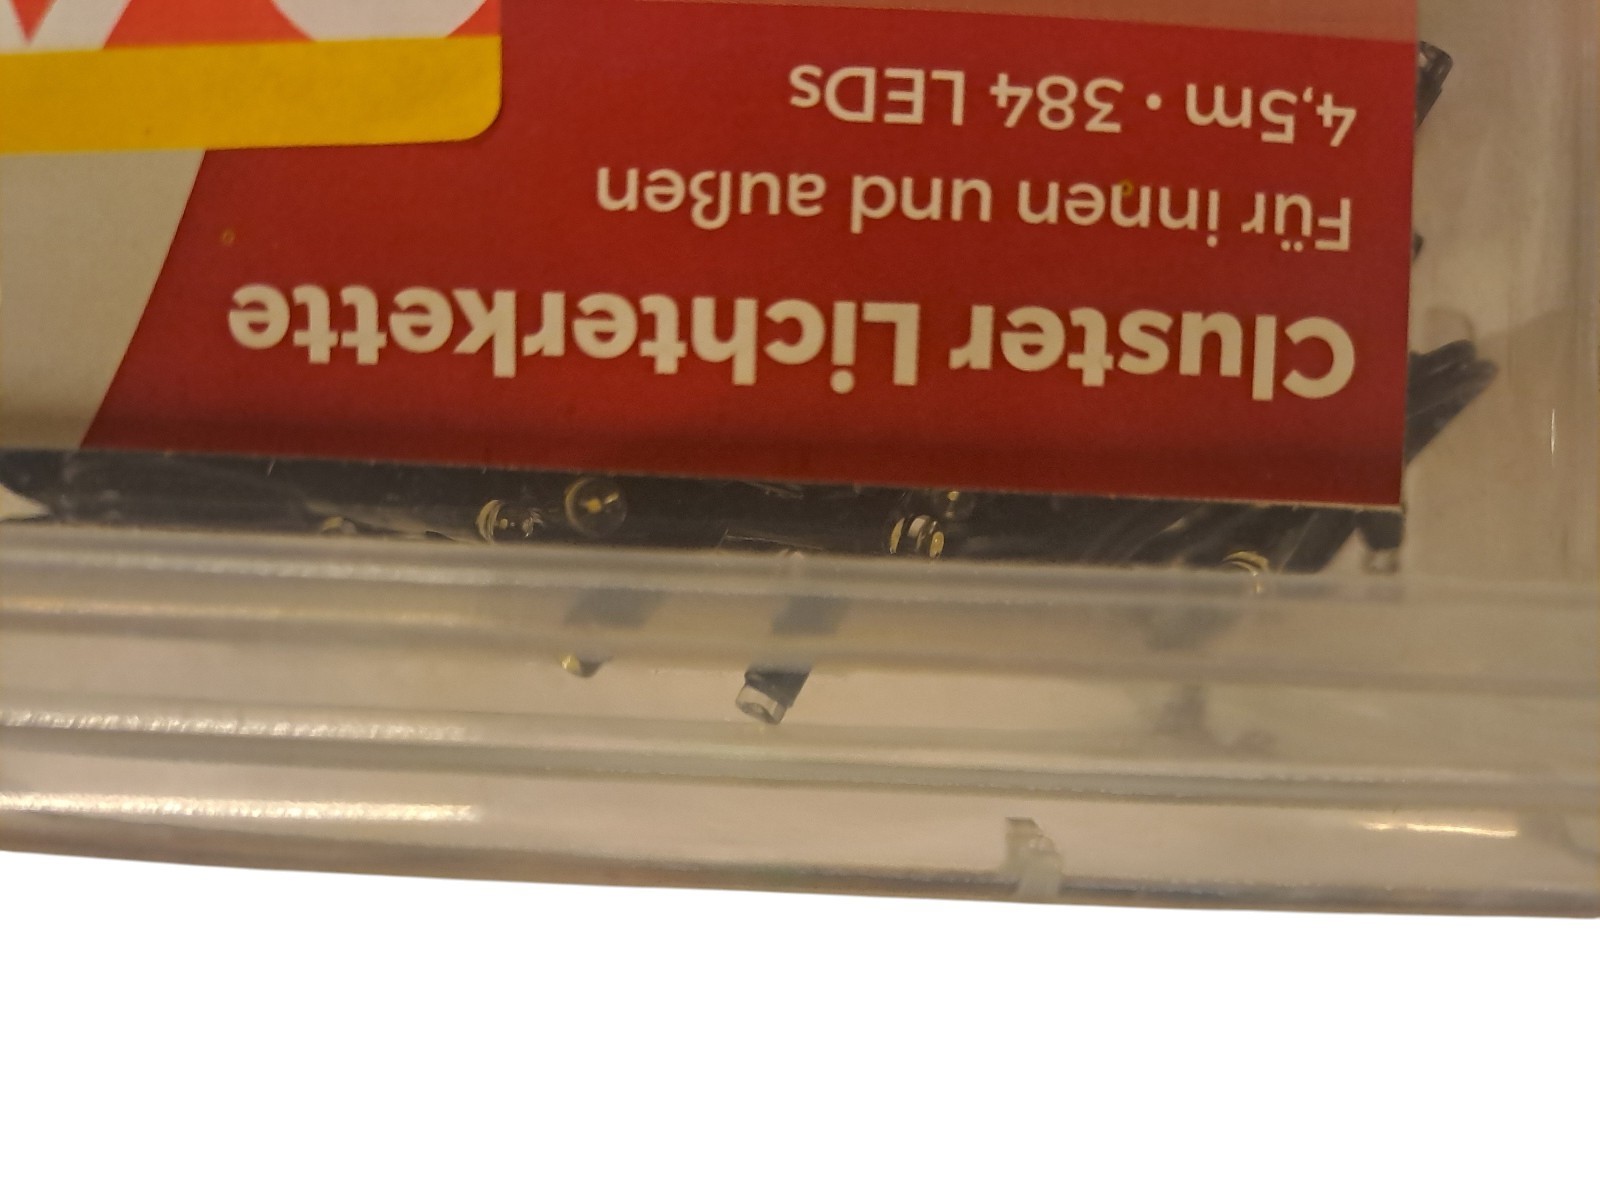 Cluster Lichterkette
Für innen und außen
4,5m · 384 LEDs